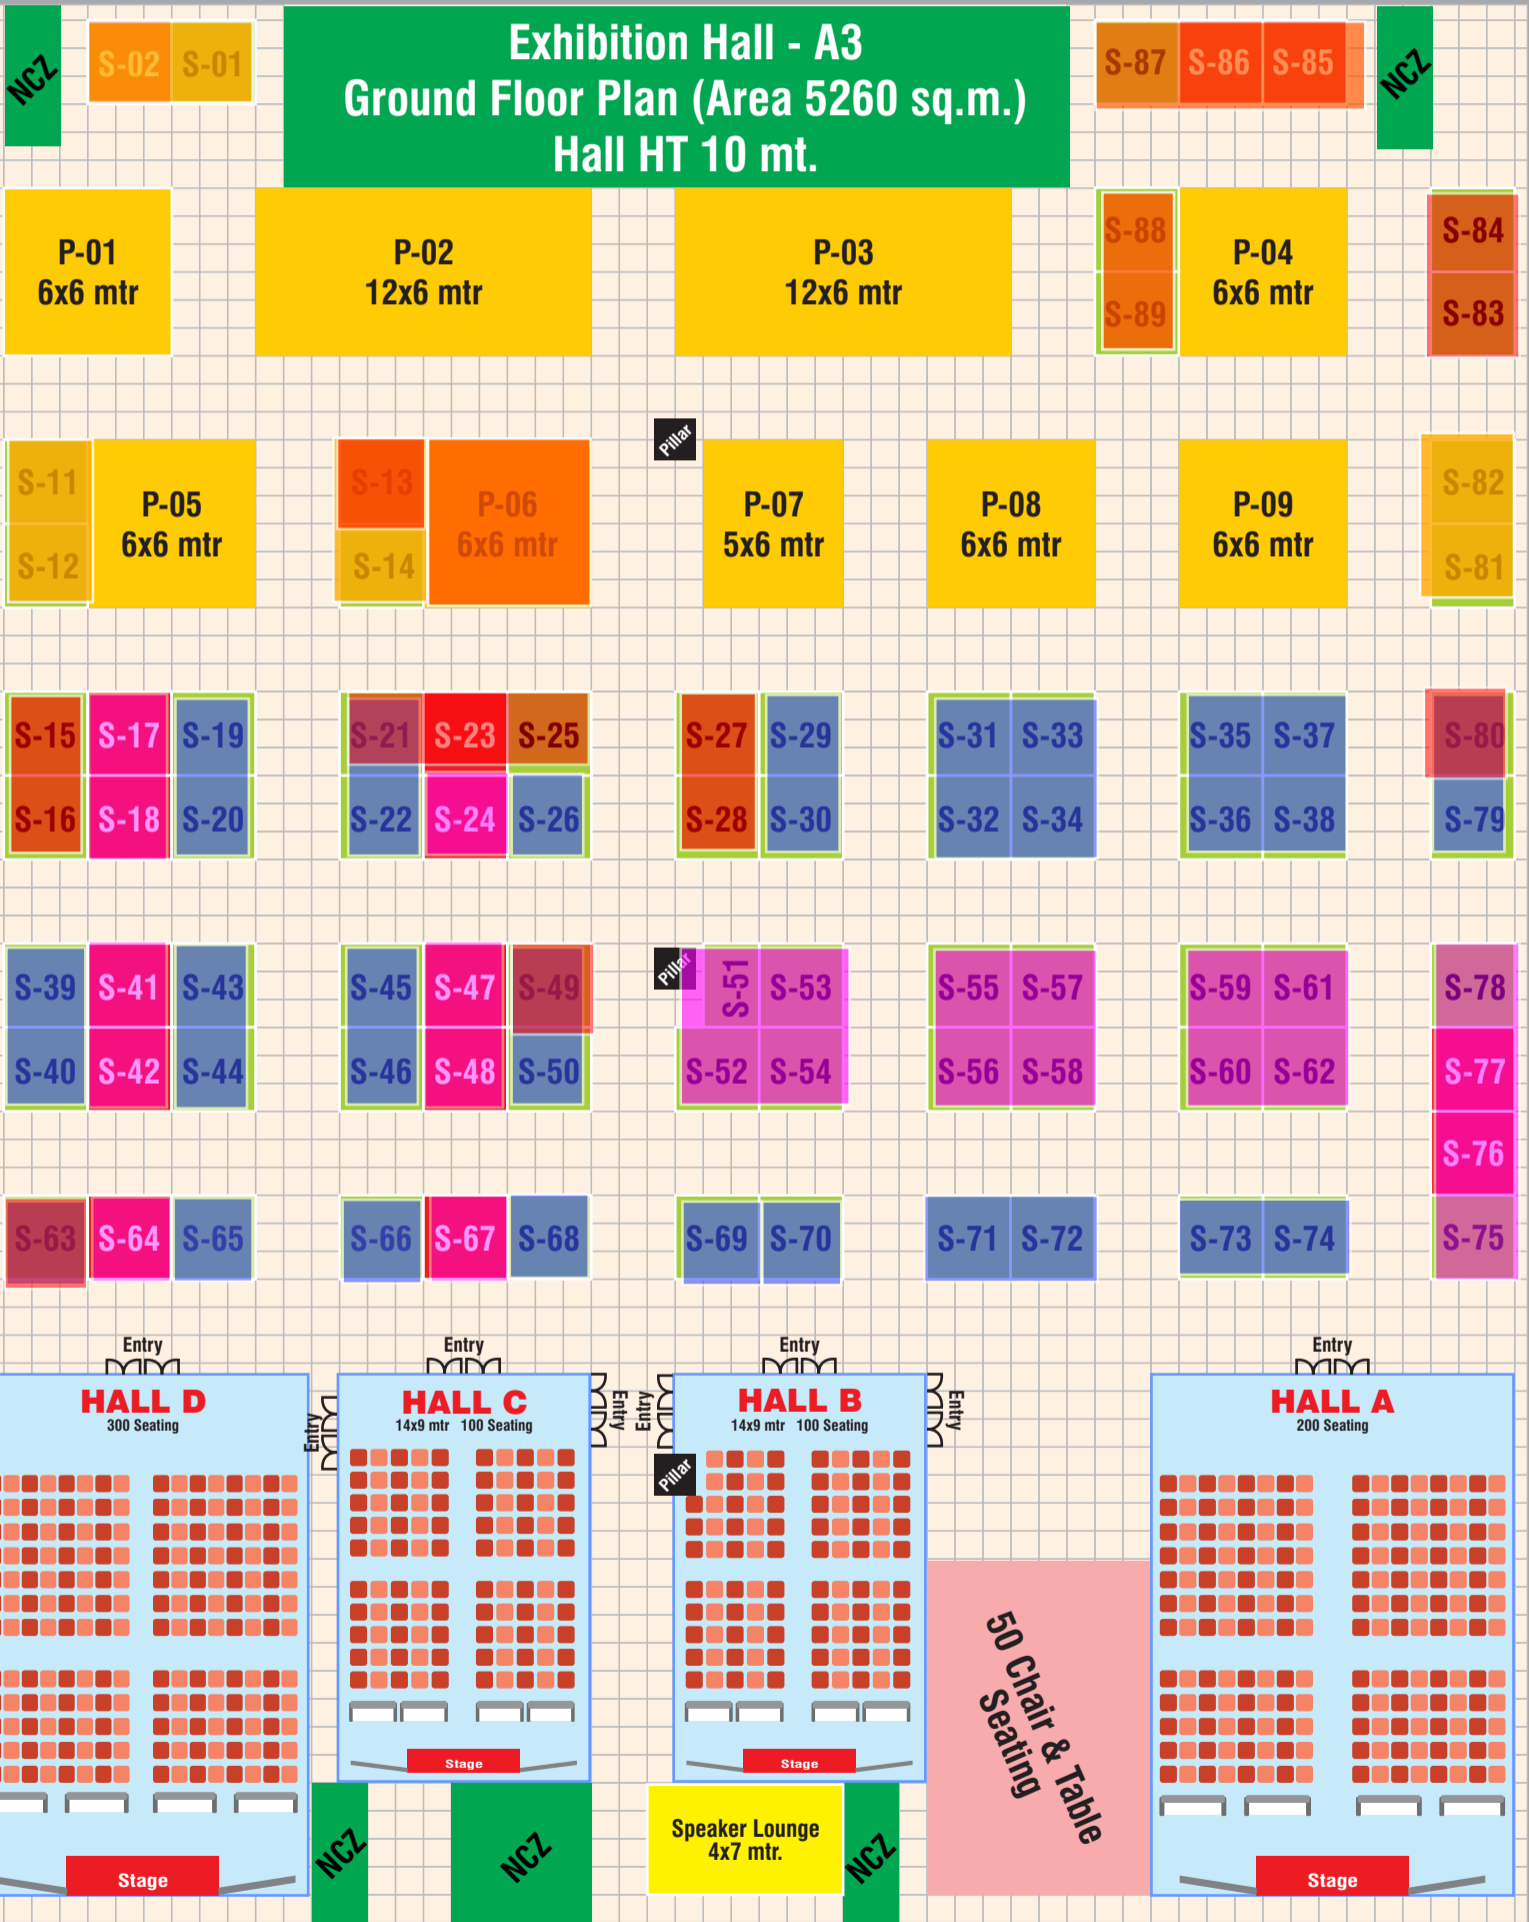 NCZ
S-02 S-01
Exhibition Hall - A3
Ground Floor Plan (Area 5260 sq.m.)
Hall HT 10 mt.
S-87 S-86 S-85
NCZ
P-01
6x6 mtr
P-02
12x6 mtr
P-03
12x6 mtr
S-88
S-89
P-04
6x6 mtr
S-84
S-83
S-11
S-12
P-05
6x6 mtr
S-13
S-14
P-06
6x6 mtr
Pillar
P-07
5x6 mtr
P-08
6x6 mtr
P-09
6x6 mtr
S-82
S-81
S-15 S-17 S-19 S-21 S-23 S-25 S-27 S-29 S-31 S-33 S-35 S-37 S-80
S-16 S-18 S-20 S-22 S-24 S-26 S-28 S-30 S-32 S-34 S-36 S-38 S-79
S-39 S-41 S-43 S-45 S-47 S-49 Pillar S-51 S-53 S-55 S-57 S-59 S-61 S-78
S-40 S-42 S-44 S-46 S-48 S-50 S-52 S-54 S-56 S-58 S-60 S-62 S-77
S-76
S-63 S-64 S-65 S-66 S-67 S-68 S-69 S-70 S-71 S-72 S-73 S-74 S-75
Entry
HALL D
300 Seating
Stage
Entry
Entry
HALL C
14x9 mtr 100 Seating
Entry
Stage
Entry
Entry
HALL B
14x9 mtr 100 Seating
Entry
Pillar
Stage
Entry
HALL A
200 Seating
Stage
50 Chair & Table
Seating
NCZ
NCZ
Speaker Lounge
4x7 mtr.
NCZ